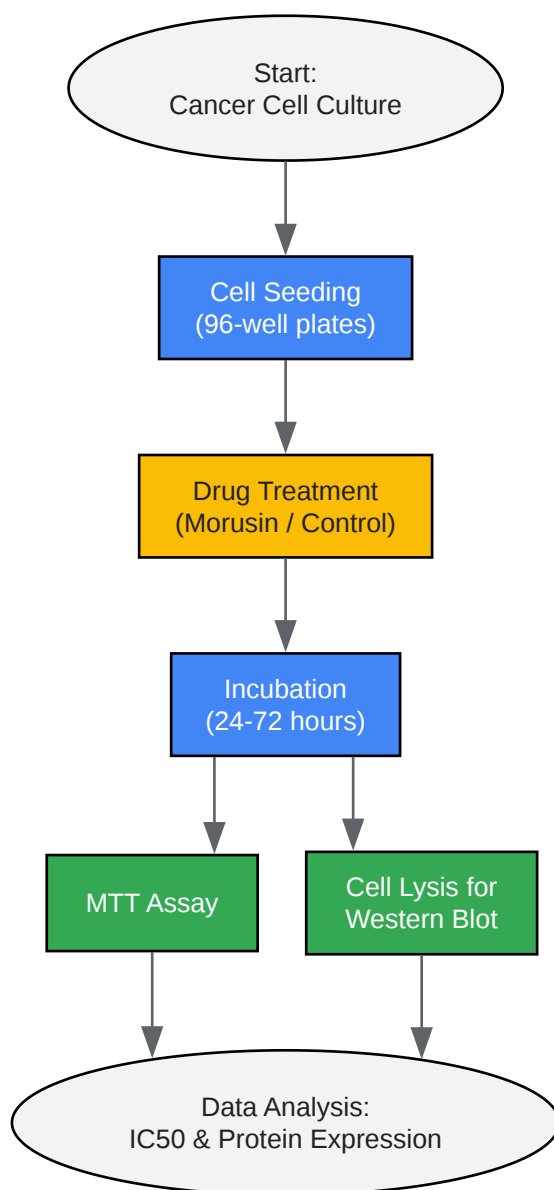 Start:
Cancer Cell Culture
Cell Seeding
(96-well plates)
Drug Treatment
(Morusin / Control)
Incubation
(24-72 hours)
MTT Assay
Cell Lysis for
Western Blot
Data Analysis:
IC50 & Protein Expression